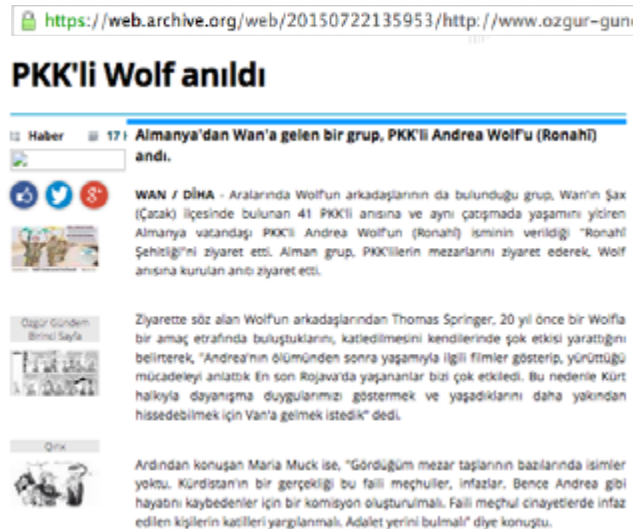 https://web.archive.org/web/20150722135953/http://www.ozgur-gun
PKK'li Wolf anıldı
Haber 17
Almanya'dan Wan'a gelen bir grup, PKK'li Andrea Wolf'u (Ronahî)
andı.
WAN / DİHA - Aralarında Wolf'un arkadaşlarının da bulunduğu grup, Wan'ın Şax
(Çatak) ilçesinde bulunan 41 PKK'li anısına ve aynı çatışmada yaşamını yitiren
Almanya vatandaşı PKK'li Andrea Wolf'un (Ronahî) isminin verildiği "Ronahî
Şehitliği"ni ziyaret etti. Alman grup, PKK'lilerin mezarlarını ziyaret ederek, Wolf
anısına kurulan anıtı ziyaret etti.
Özgür Gündem
Birinci Sayfa
Ziyarette söz alan Wolf'un arkadaşlarından Thomas Springer, 20 yıl önce bir Wolfla
bir amaç etrafında buluştuklarını, katledilmesini kendilerinde şok etkisi yarattığını
belirterek, "Andrea'nın ölümünden sonra yaşamıyla ilgili filmler gösterip, yürüttüğü
mücadeleyi anlattık En son Rojava'da yaşananlar bizi çok etkiledi. Bu nedenle Kürt
halkıyla dayanışma duygularımızı göstermek ve yaşadıklarını daha yakından
hissedebilmek için Van'a gelmek istedik" dedi.
Qirix
Ardından konuşan Maria Muck ise, "Gördüğüm mezar taşlarının bazılarında isimler
yoktu. Kürdistan'ın bir gerçekliği bu faili meçhuller, infazlar. Bence Andrea gibi
hayatını kaybedenler için bir komisyon oluşturulmalı. Faili meçhul cinayetlerde infaz
edilen kişilerin katilleri yargılanmalı. Adalet yerini bulmalı" diye konuştu.